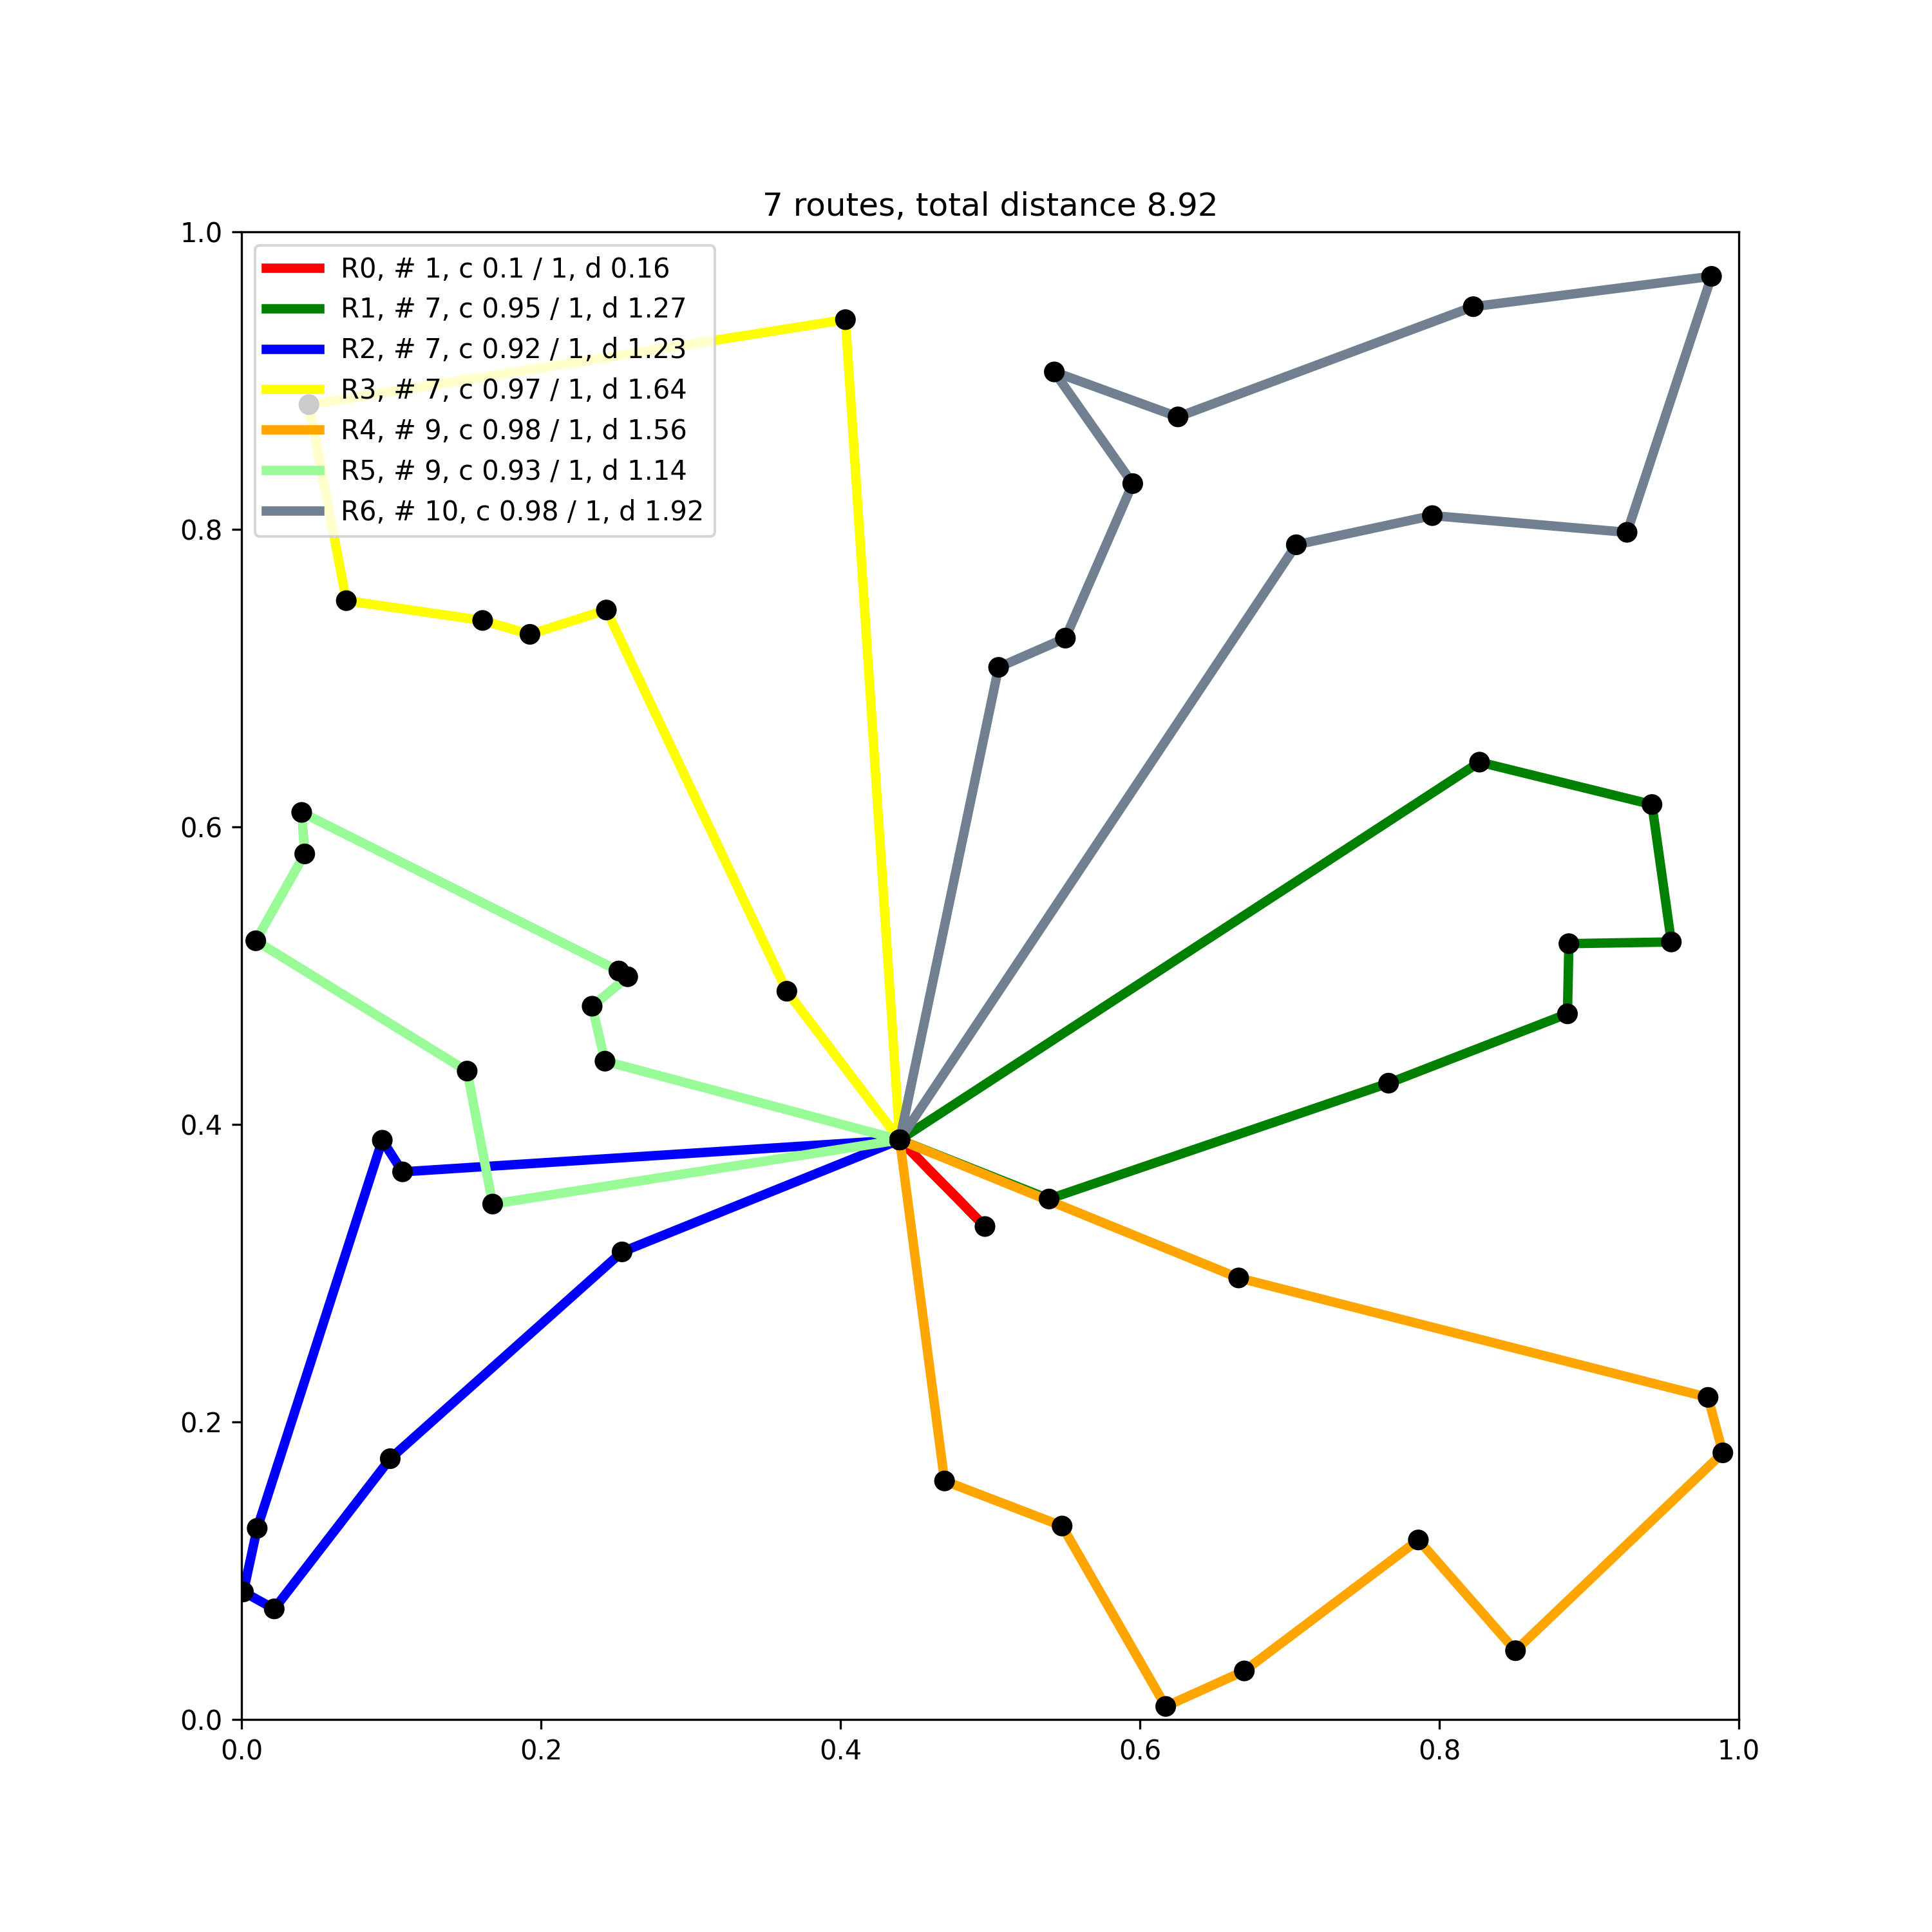 7 routes, total distance 8.92
1.0
R0, # 1, c 0.1 / 1, d 0.16
R1, # 7, c 0.95 / 1, d 1.27
R2, # 7, c 0.92 / 1, d 1.23
R3, # 7, c 0.97 / 1, d 1.64
R4, # 9, c 0.98 / 1, d 1.56
R5, # 9, c 0.93 / 1, d 1.14
R6, # 10, c 0.98 / 1, d 1.92
0.8
0.6
0.4
0.2
0.0
0.0 0.2 0.4 0.6 0.8 1.0